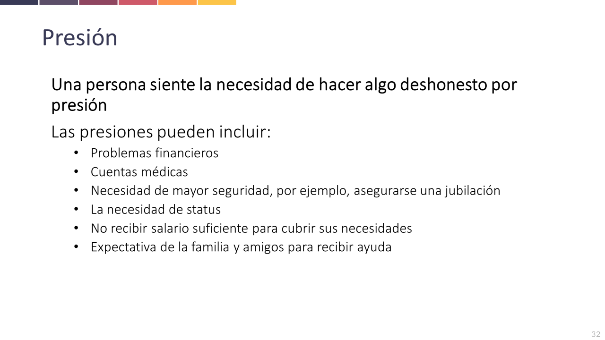 Presión
Una persona siente la necesidad de hacer algo deshonesto por
presión
Las presiones pueden incluir:
• Problemas financieros
• Cuentas médicas
• Necesidad de mayor seguridad, por ejemplo, asegurarse una jubilación
• La necesidad de status
• No recibir salario suficiente para cubrir sus necesidades
• Expectativa de la familia y amigos para recibir ayuda
32